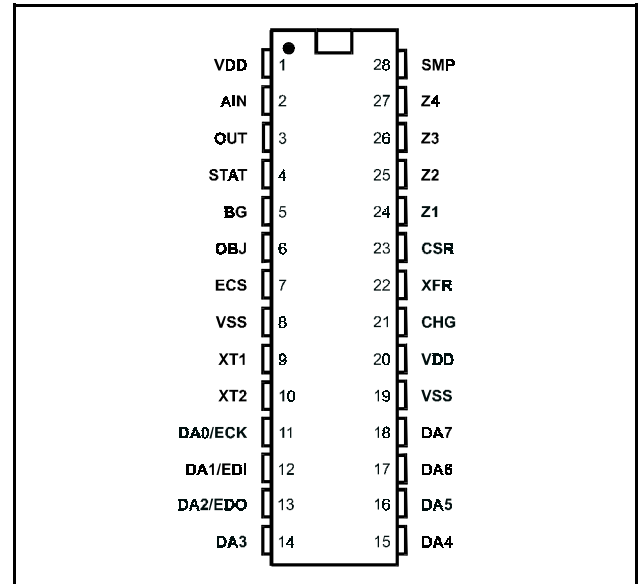 VDD 1 28 SMP
AIN 2 27 Z4
OUT 3 26 Z3
STAT 4 25 Z2
BG 5 24 Z1
OBJ 6 23 CSR
ECS 7 22 XFR
VSS 8 21 CHG
XT1 9 20 VDD
XT2 10 19 VSS
DA0/ECK 11 18 DA7
DA1/EDI 12 17 DA6
DA2/EDO 13 16 DA5
DA3 14 15 DA4